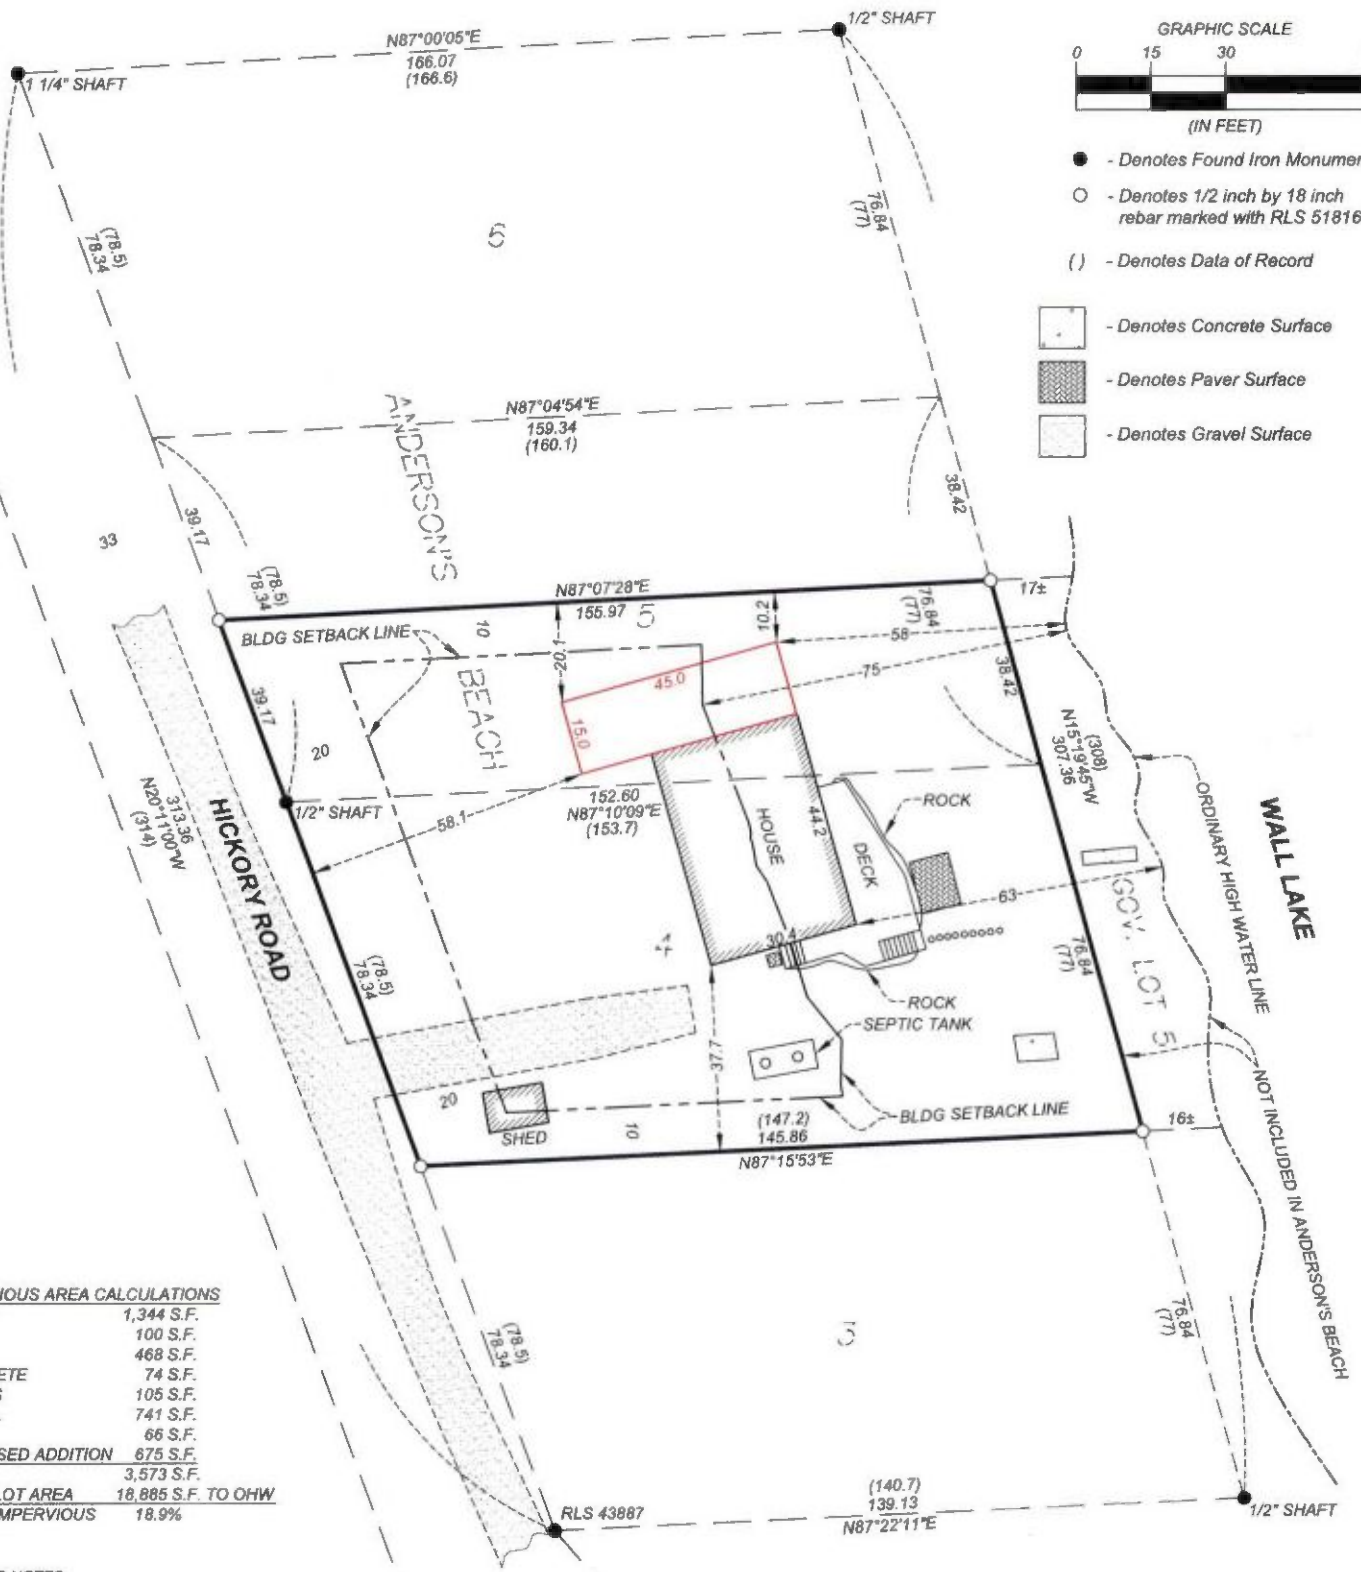 N87°00'05"E
166.07
(166.6)
1 1/4" SHAFT
1/2" SHAFT
GRAPHIC SCALE
0 15 30
(IN FEET)
- Denotes Found Iron Monumen
- Denotes 1/2 inch by 18 inch
rebar marked with RLS 51816
( ) - Denotes Data of Record
- Denotes Concrete Surface
- Denotes Paver Surface
- Denotes Gravel Surface
(78.5)
78.34
6
76.84
(77)
N87°04'54"E
159.34
(160.1)
ANDERSON'S
BEACH
33
39.17
38.42
(78.5)
78.34
N87°07'28"E
155.97
5
10
BLDG SETBACK LINE
20.1
10.2
76.84
(77)
17±
58
75
45.0
15.0
39.17
20
38.42
(308)
N15°19'45"W
307.36
1/2" SHAFT
152.60
N87°10'09"E
(153.7)
58.1
HOUSE
44.2
DECK
ROCK
63
30.4
4
ROCK
SEPTIC TANK
37.7
BLDG SETBACK LINE
N20°11'00"W
313.36
(314)
HICKORY ROAD
(78.5)
78.34
20
SHED
10
(147.2)
145.86
N87°15'53"E
76.84
(77)
GOV. LOT 5
16±
ORDINARY HIGH WATER LINE
WALL LAKE
NOT INCLUDED IN ANDERSON'S BEACH
IOUS AREA CALCULATIONS
1,344 S.F.
100 S.F.
468 S.F.
ETE 74 S.F.
S 105 S.F.
741 S.F.
66 S.F.
SED ADDITION 675 S.F.
3,573 S.F.
OT AREA 18,885 S.F. TO OHW
MPERVIOUS 18.9%
(78.5)
78.34
3
76.84
(77)
RLS 43887
(140.7)
139.13
N87°22'11"E
1/2" SHAFT